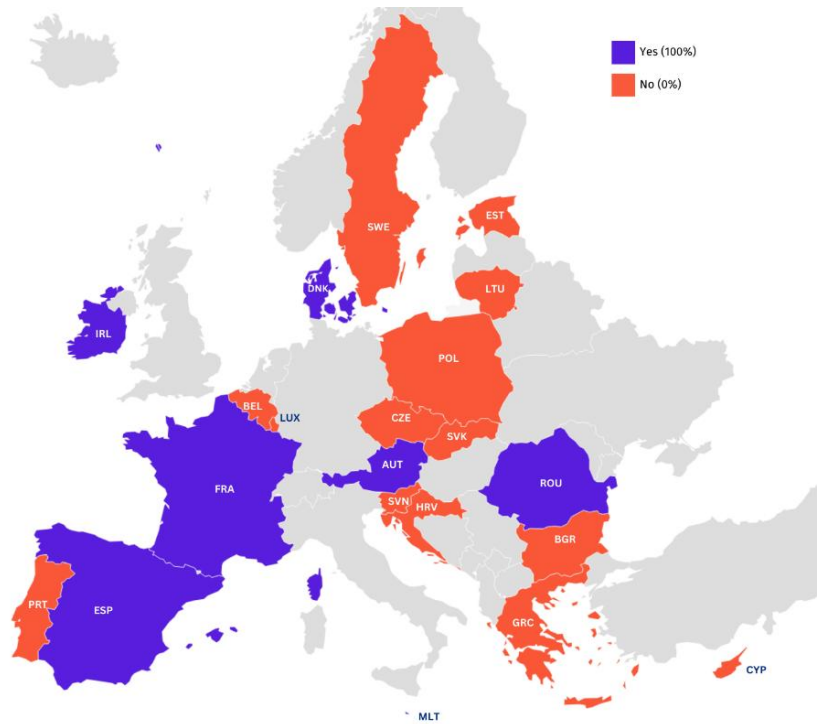 Yes (100%)
No (0%)
SWE
EST
DNK
LTU
IRL
POL
BEL
LUX
CZE
SVK
AUT
FRA
ROU
SVN
HRV
BGR
PRT
ESP
GRC
CYP
MLT